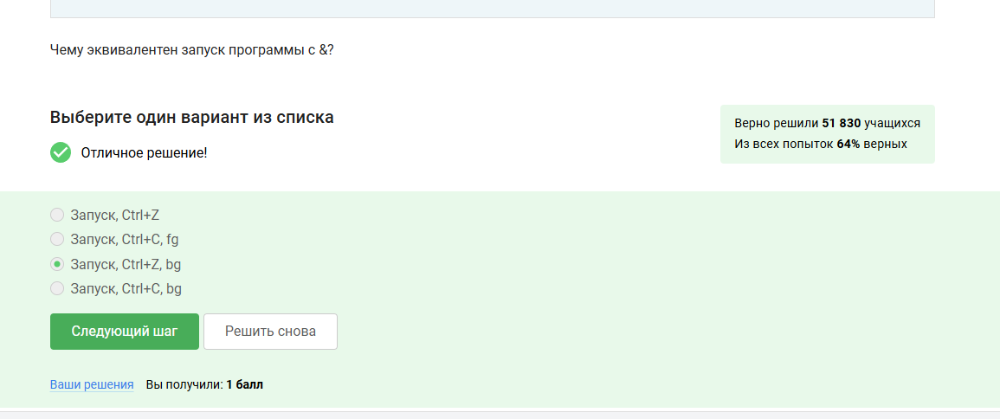 Чему эквивалентен запуск программы с &?
Выберите один вариант из списка
Отличное решение!
Верно решили 51 830 учащихся
Из всех попыток 64% верных
Запуск, Ctrl+Z
Запуск, Ctrl+C, fg
Запуск, Ctrl+Z, bg
Запуск, Ctrl+C, bg
Следующий шаг
Решить снова
Ваши решения
Вы получили: 1 балл